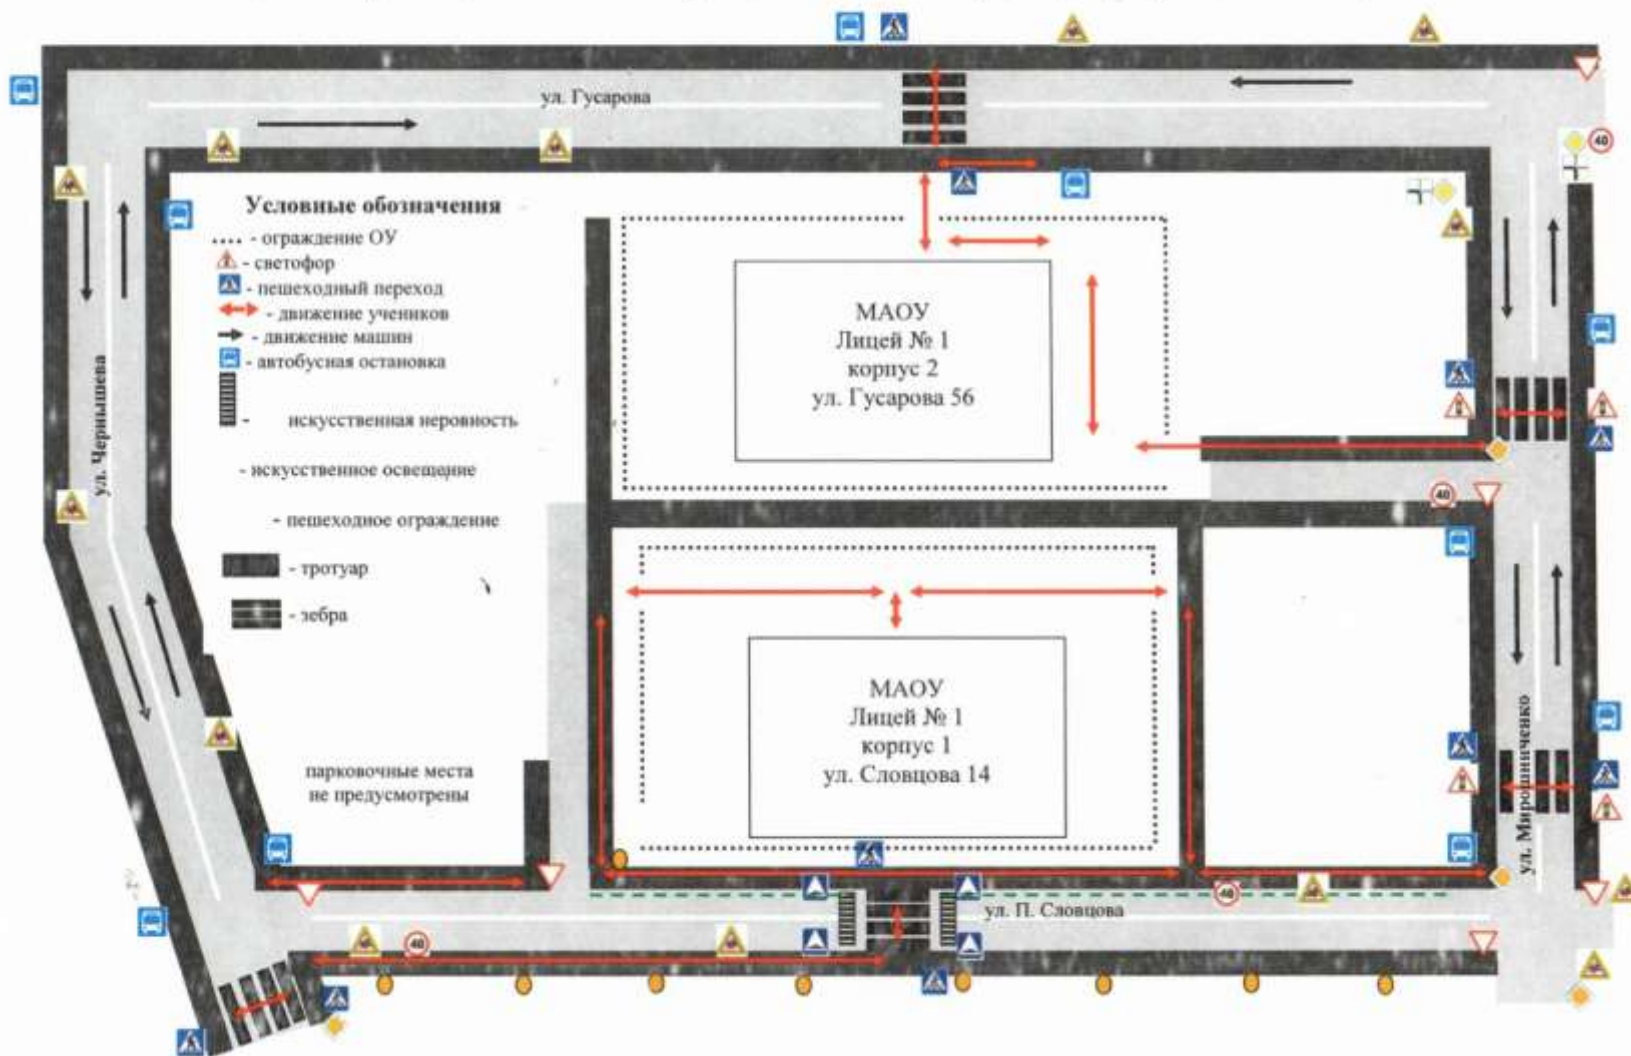 ул. Гусарова
40
Условные обозначения
.... - ограждение ОУ
- светофор
- пешеходный переход
- движение учеников
- движение машин
- автобусная остановка
- искусственная неровность
- искусственное освещение
- пешеходное ограждение
- тротуар
- зебра
ул. Чернышева
МАОУ
Лицей № 1
корпус 2
ул. Гусарова 56
40
МАОУ
Лицей № 1
корпус 1
ул. Словцова 14
парковочные места
не предусмотрены
ул. Мирошниченко
40
ул. П. Словцова
40